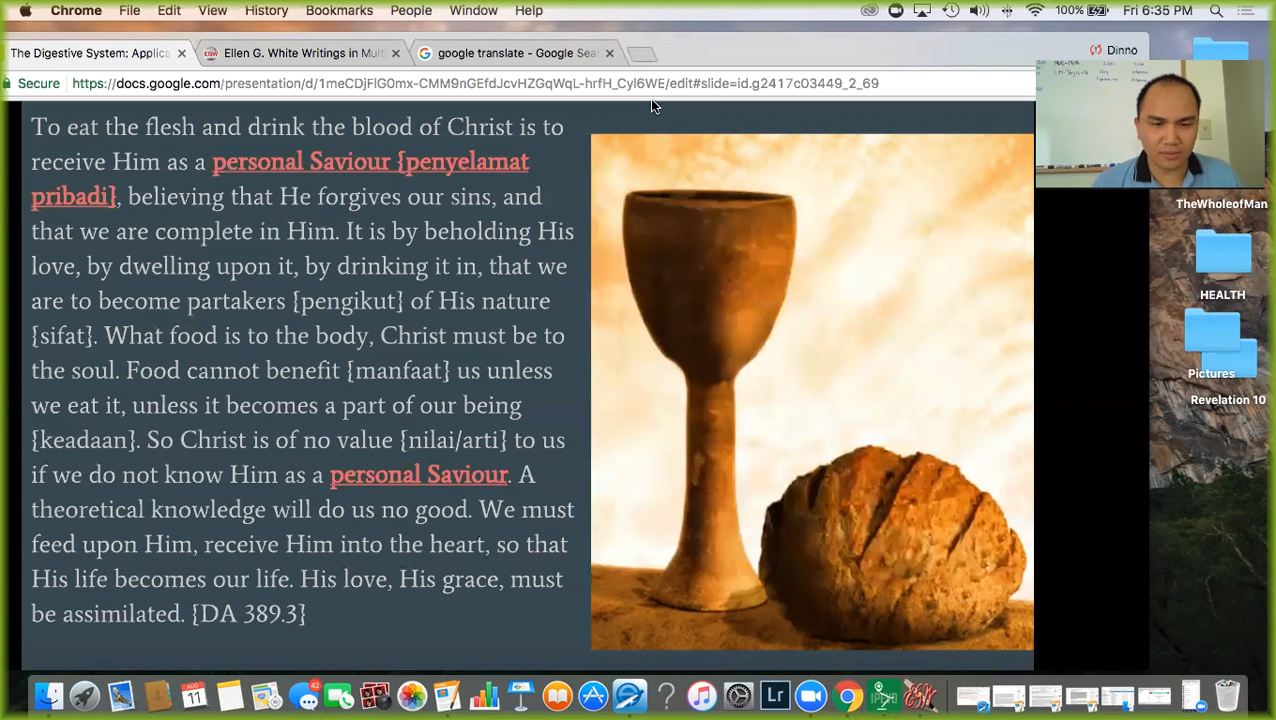 Chrome File Edit View History Bookmarks People Window Help 100% Fri 6:35 PM
The Digestive System: Applica Ellen G. White Writings in Mult google translate - Google Sea Dinno
Secure https://docs.google.com/presentation/d/1meCDjFlG0mx-CMM9nGEfdJcvHZGqWqL-hrfH_Cyl6WE/edit#slide=id.g2417c03449_2_69
To eat the flesh and drink the blood of Christ is to
receive Him as a personal Saviour {penyelamat
pribadi}, believing that He forgives our sins, and
that we are complete in Him. It is by beholding His
love, by dwelling upon it, by drinking it in, that we
are to become partakers {pengikut} of His nature
{sifat}. What food is to the body, Christ must be to
the soul. Food cannot benefit {manfaat} us unless
we eat it, unless it becomes a part of our being
{keadaan}. So Christ is of no value {nilai/arti} to us
if we do not know Him as a personal Saviour. A
theoretical knowledge will do us no good. We must
feed upon Him, receive Him into the heart, so that
His life becomes our life. His love, His grace, must
be assimilated. {DA 389.3}
TheWholeofMan
HEALTH
Pictures
Revelation 10
AUG
11
42
Lr